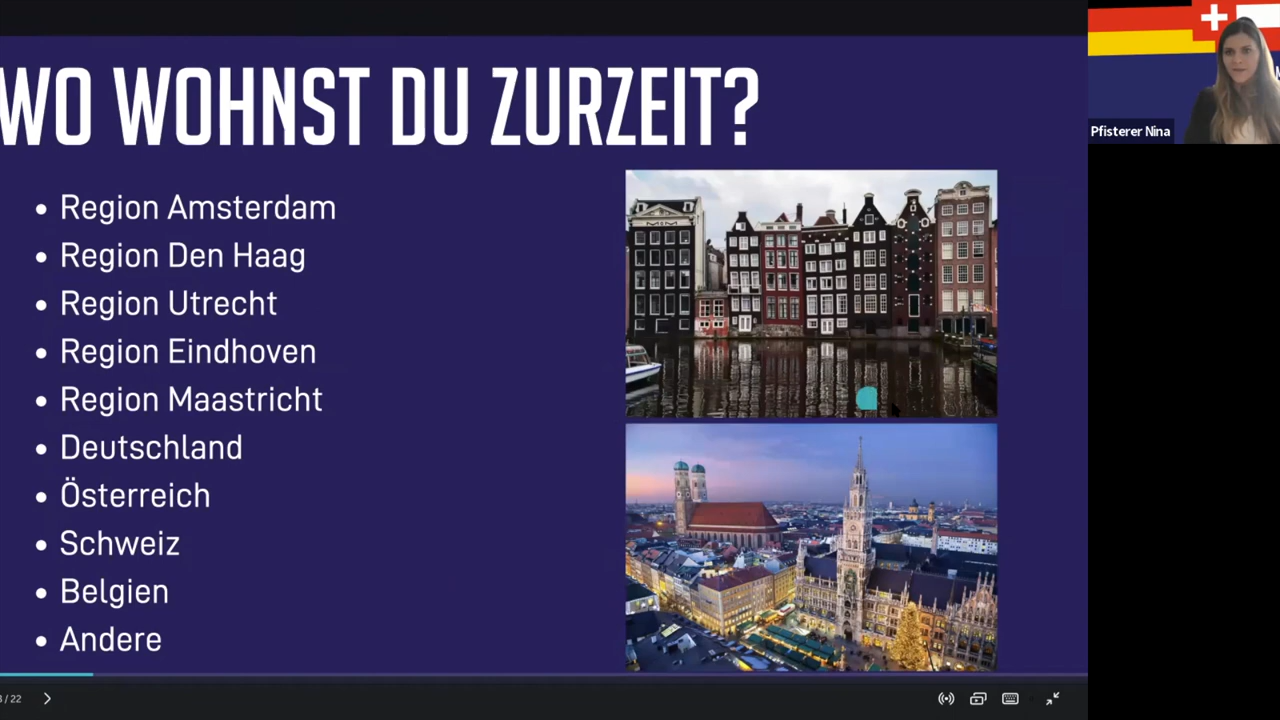 WO WOHNST DU ZURZEIT?
Region Amsterdam
Region Den Haag
Region Utrecht
Region Eindhoven
Region Maastricht
Deutschland
Österreich
Schweiz
Belgien
Andere
Pfisterer Nina
/ 22